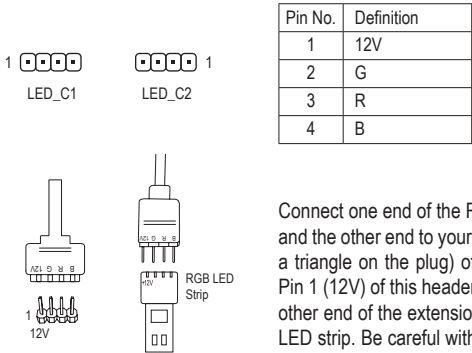 Pin No. Definition
1 12V
2 G
3 R
4 B
1
1
LED_C1
LED_C2
12V G R B
12V G R B
+12V
RGB LED
Strip
1
12V
Connect one end of the
and the other end to your
a triangle on the plug)
Pin 1 (12V) of this header
other end of the extension
LED strip. Be careful with